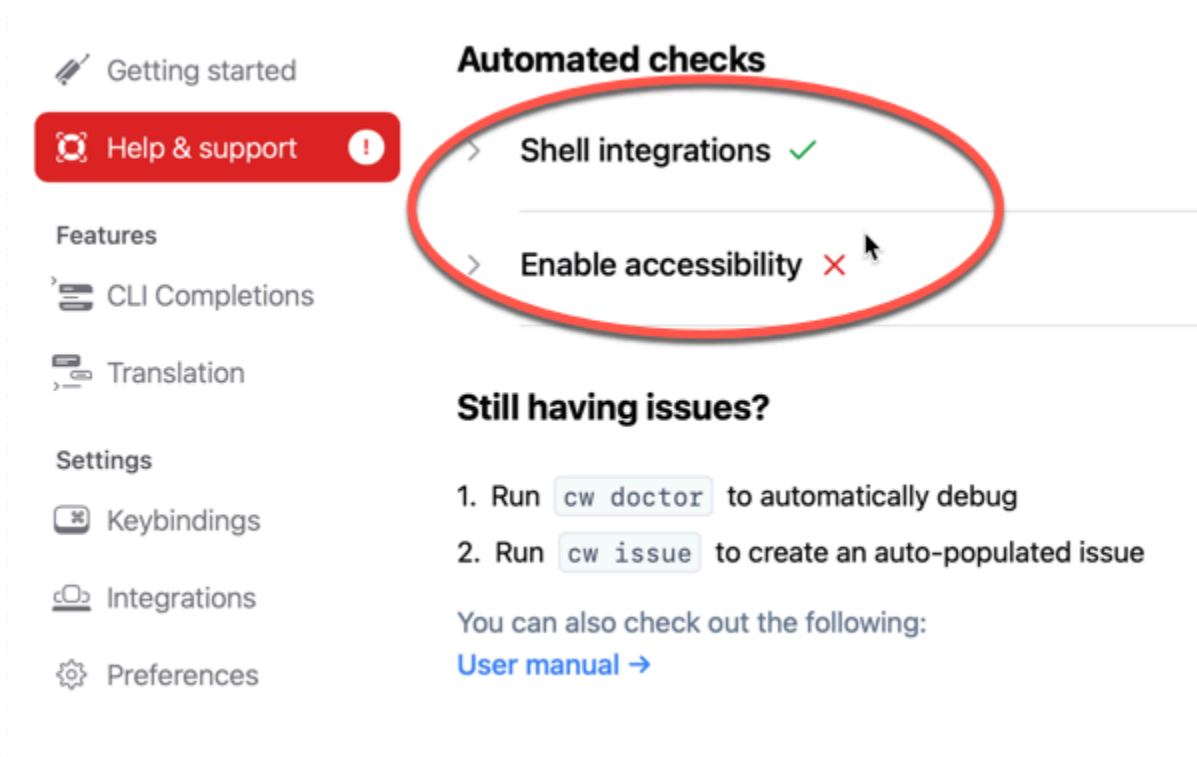 Getting started
Help & support !
Features
CLI Completions
Translation
Settings
Keybindings
Integrations
Preferences
Automated checks
Shell integrations ✓
Enable accessibility ✕
Still having issues?
1. Run cw doctor to automatically debug
2. Run cw issue to create an auto-populated issue
You can also check out the following:
User manual →